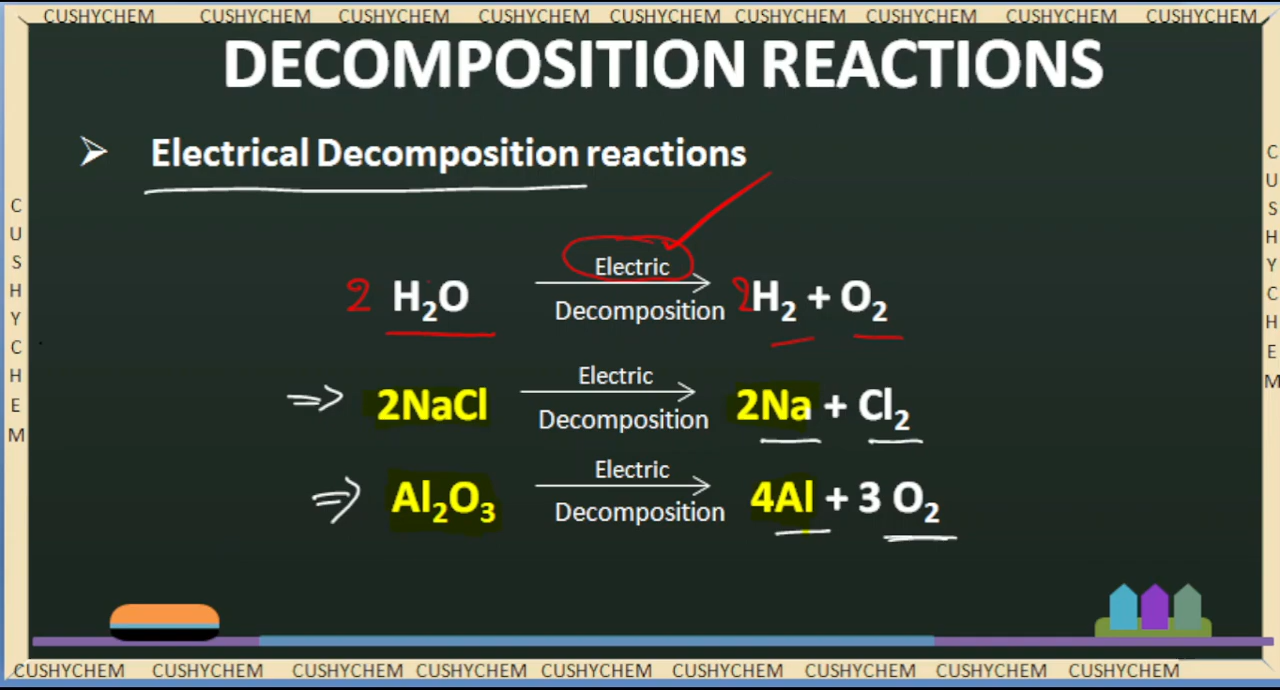 CUSHYCHEM CUSHYCHEM CUSHYCHEM CUSHYCHEM CUSHYCHEM CUSHYCHEM CUSHYCHEM CUSHYCHEM CUSHYCHEM
DECOMPOSITION REACTIONS
➢ Electrical Decomposition reactions
Electric
2 H₂O ⟶ 2H₂ + O₂
Decomposition
Electric
=> 2NaCl ⟶ 2Na + Cl₂
Decomposition
Electric
=> Al₂O₃ ⟶ 4Al + 3 O₂
Decomposition
CUSHYCHEM
CUSHYCHEM
CUSHYCHEM CUSHYCHEM CUSHYCHEM CUSHYCHEM CUSHYCHEM CUSHYCHEM CUSHYCHEM CUSHYCHEM CUSHYCHEM